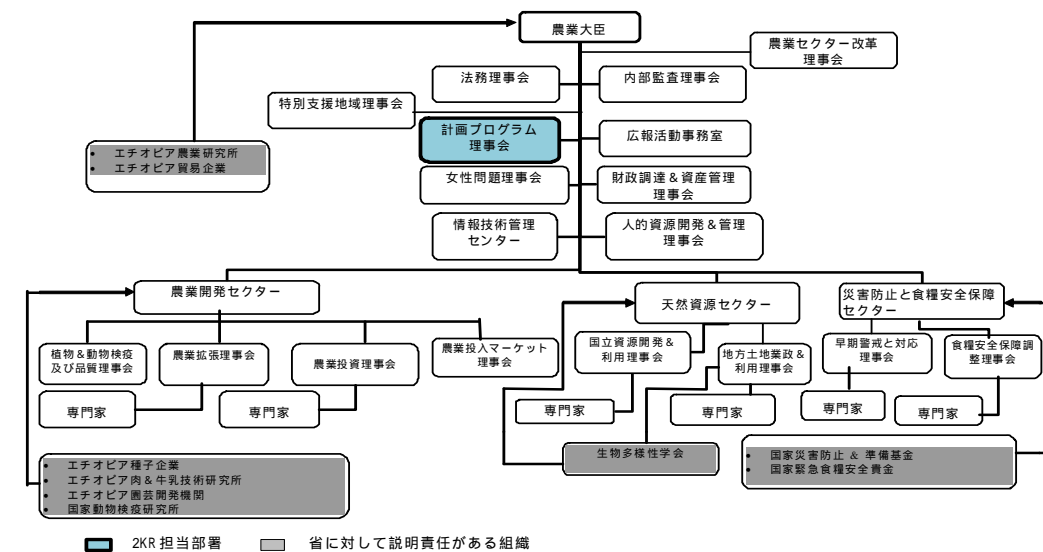 農業大臣
農業セクター改革
理事会
法務理事会
内部監査理事会
特別支援地域理事会
計画プログラム
理事会
広報活動事務室
• エチオピア農業研究所
• エチオピア貿易企業
女性問題理事会
財政調達＆資産管理
理事会
情報技術管理
センター
人的資源開発＆管理
理事会
農業開発セクター
天然資源セクター
災害防止と食糧安全保障
セクター
植物＆動物検疫
及び品質理事会
農業拡張理事会
農業投資理事会
農業投入マーケット
理事会
国立資源開発＆
利用理事会
地方土地業政＆
利用理事会
早期警戒と対応
理事会
食糧安全保障調
整理事会
専門家
専門家
専門家
専門家
専門家
専門家
• エチオピア種子企業
• エチオピア肉＆牛乳技術研究所
• エチオピア園芸開発機関
• 国家動物検疫研究所
生物多様性学会
• 国家災害防止 ＆ 準備基金
• 国家緊急食糧安全貴金
2KR 担当部署
省に対して説明責任がある組織